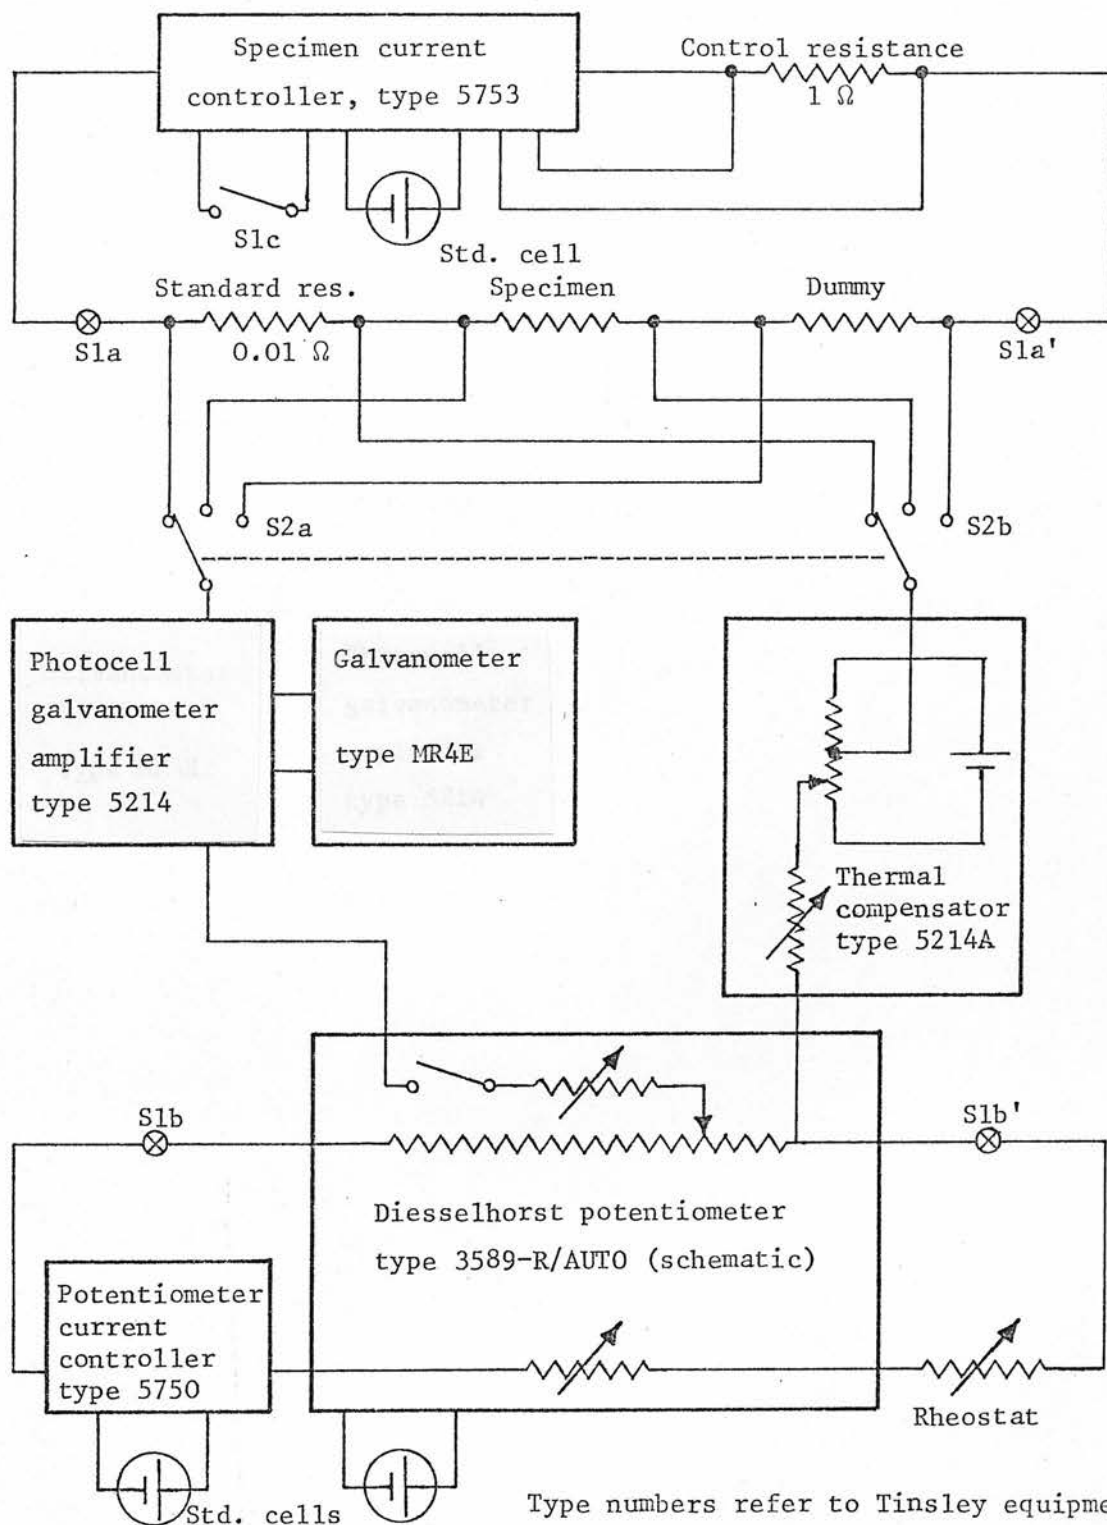 Specimen current
controller, type 5753
Control resistance
1 Ω
S1c
Std. cell
Standard res.
Specimen
Dummy
S1a
0.01 Ω
S1a'
S2a
S2b
Photocell
galvanometer
amplifier
type 5214
Galvanometer
type MR4E
Thermal
compensator
type 5214A
S1b
S1b'
Diesselhorst potentiometer
type 3589-R/AUTO (schematic)
Potentiometer
current
controller
type 5750
Rheostat
Std. cells
Type numbers refer to Tinsley equipme